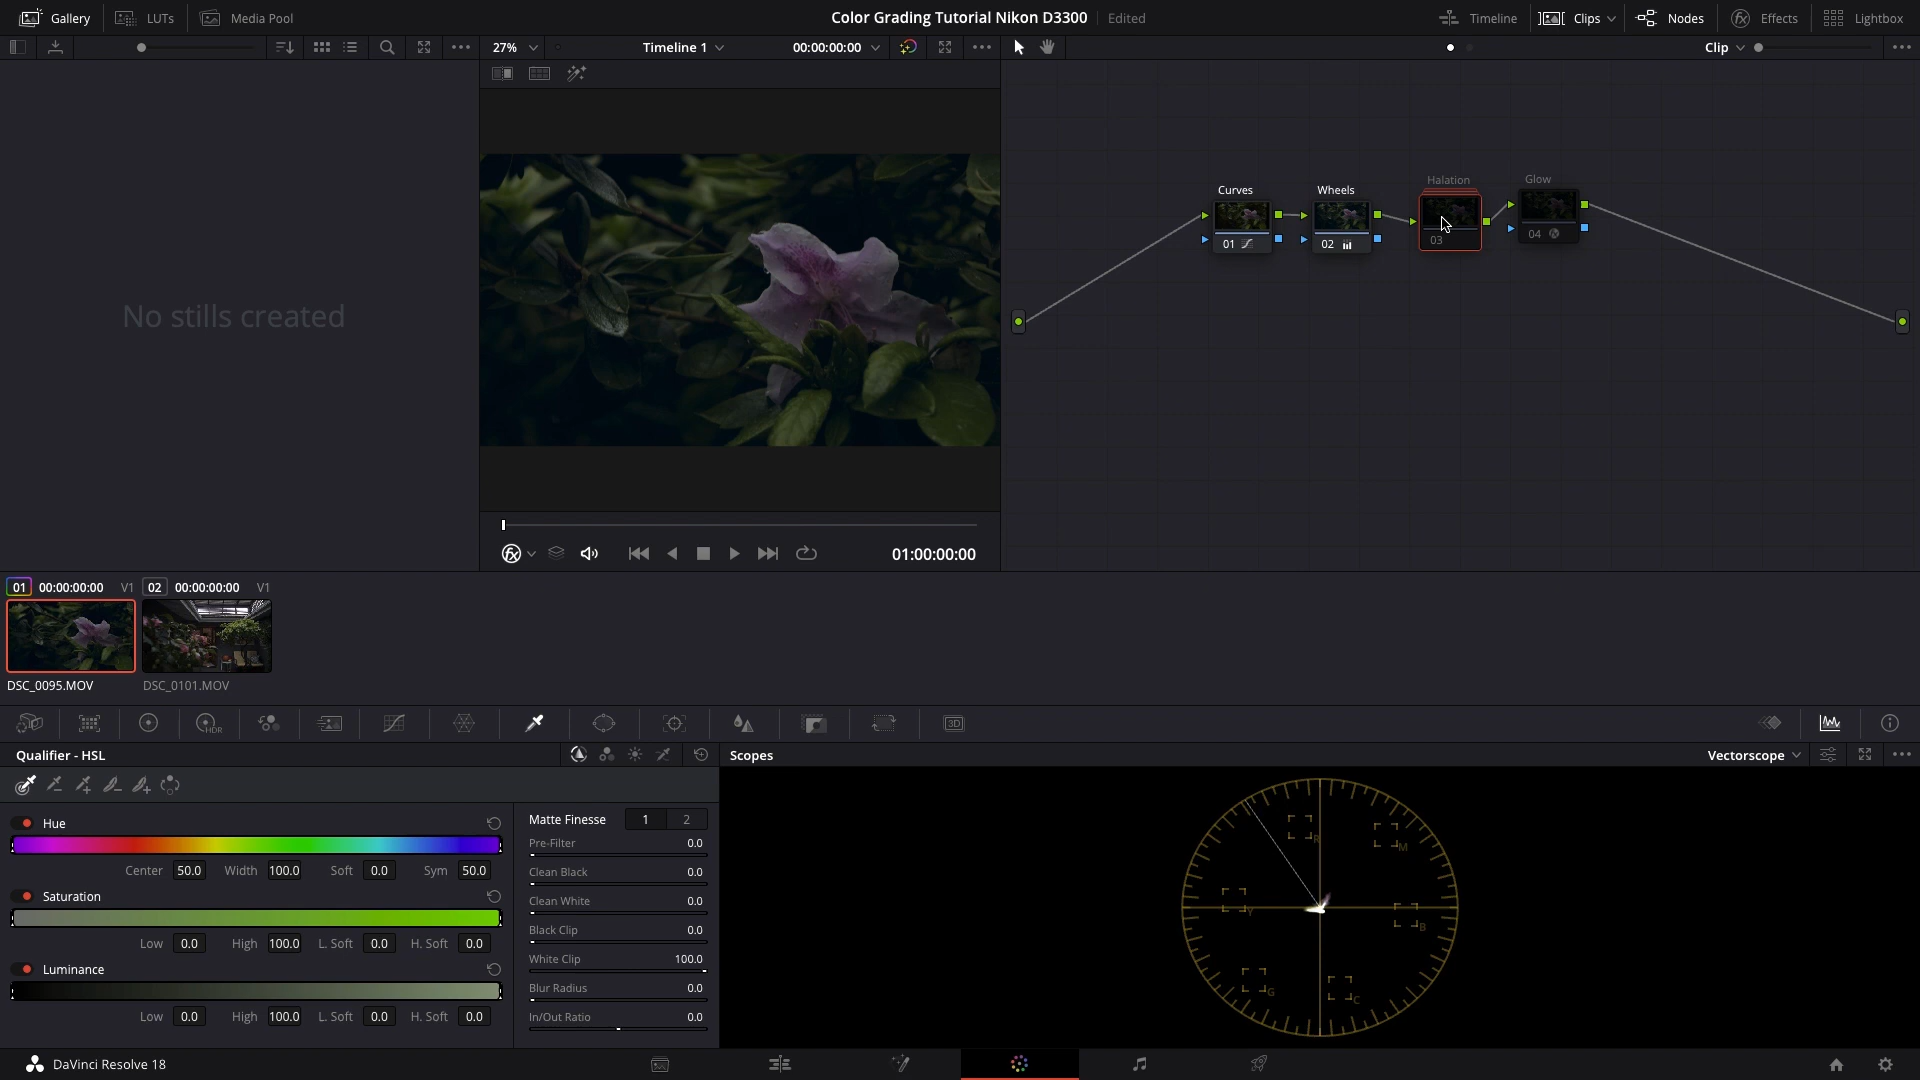 Gallery
LUTs
Media Pool
Color Grading Tutorial Nikon D3300
Edited
Timeline
Clips
Nodes
Effects
Lightbox
27%
Timeline 1
00:00:00:00
Clip
No stills created
Curves
Wheels
Halation
Glow
01
02
03
04
01:00:00:00
01 00:00:00:00 V1
02 00:00:00:00 V1
DSC_0095.MOV
DSC_0101.MOV
HDR
3D
Qualifier - HSL
Scopes
Vectorscope
Hue
Center 50.0 Width 100.0 Soft 0.0 Sym 50.0
Saturation
Low 0.0 High 100.0 L. Soft 0.0 H. Soft 0.0
Luminance
Low 0.0 High 100.0 L. Soft 0.0 H. Soft 0.0
Matte Finesse 1 2
Pre-Filter 0.0
Clean Black 0.0
Clean White 0.0
Black Clip 0.0
White Clip 100.0
Blur Radius 0.0
In/Out Ratio 0.0
R
M
Y
B
G
C
DaVinci Resolve 18